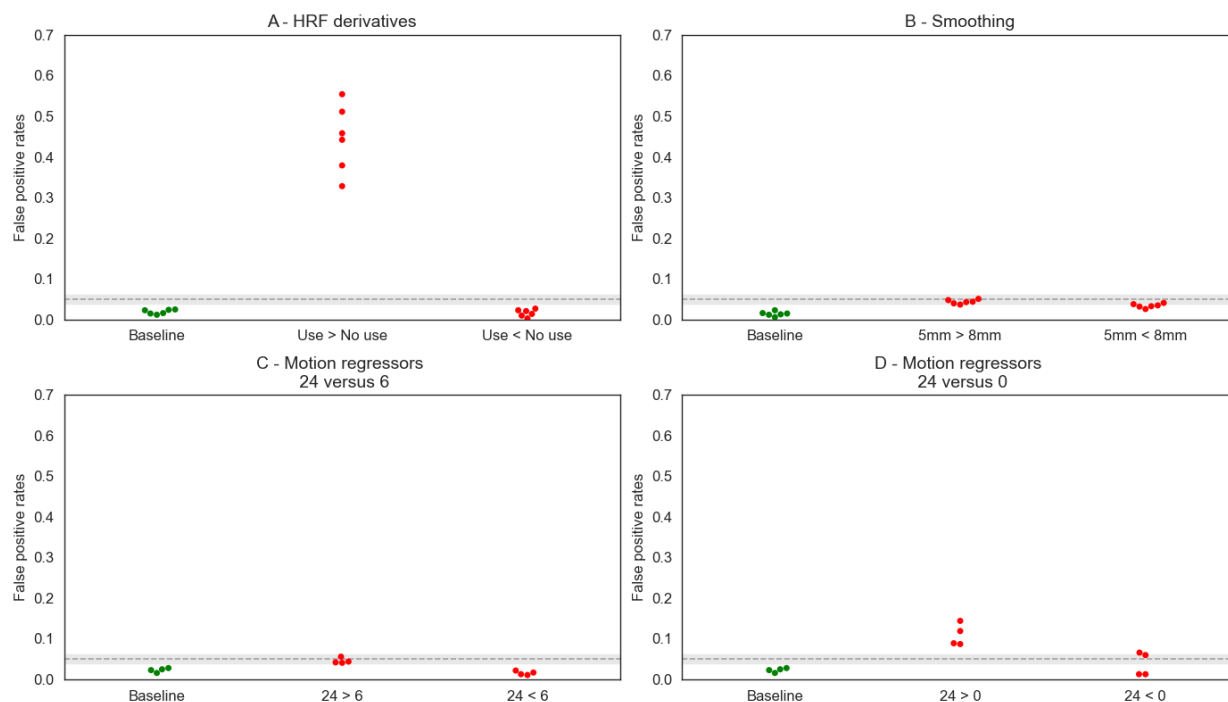 A - HRF derivatives
False positive rates
0.7
0.6
0.5
0.4
0.3
0.2
0.1
0.0
Baseline
Use > No use
Use < No use
B - Smoothing
False positive rates
0.7
0.6
0.5
0.4
0.3
0.2
0.1
0.0
Baseline
5mm > 8mm
5mm < 8mm
C - Motion regressors
24 versus 6
False positive rates
0.7
0.6
0.5
0.4
0.3
0.2
0.1
0.0
Baseline
24 > 6
24 < 6
D - Motion regressors
24 versus 0
False positive rates
0.7
0.6
0.5
0.4
0.3
0.2
0.1
0.0
Baseline
24 > 0
24 < 0